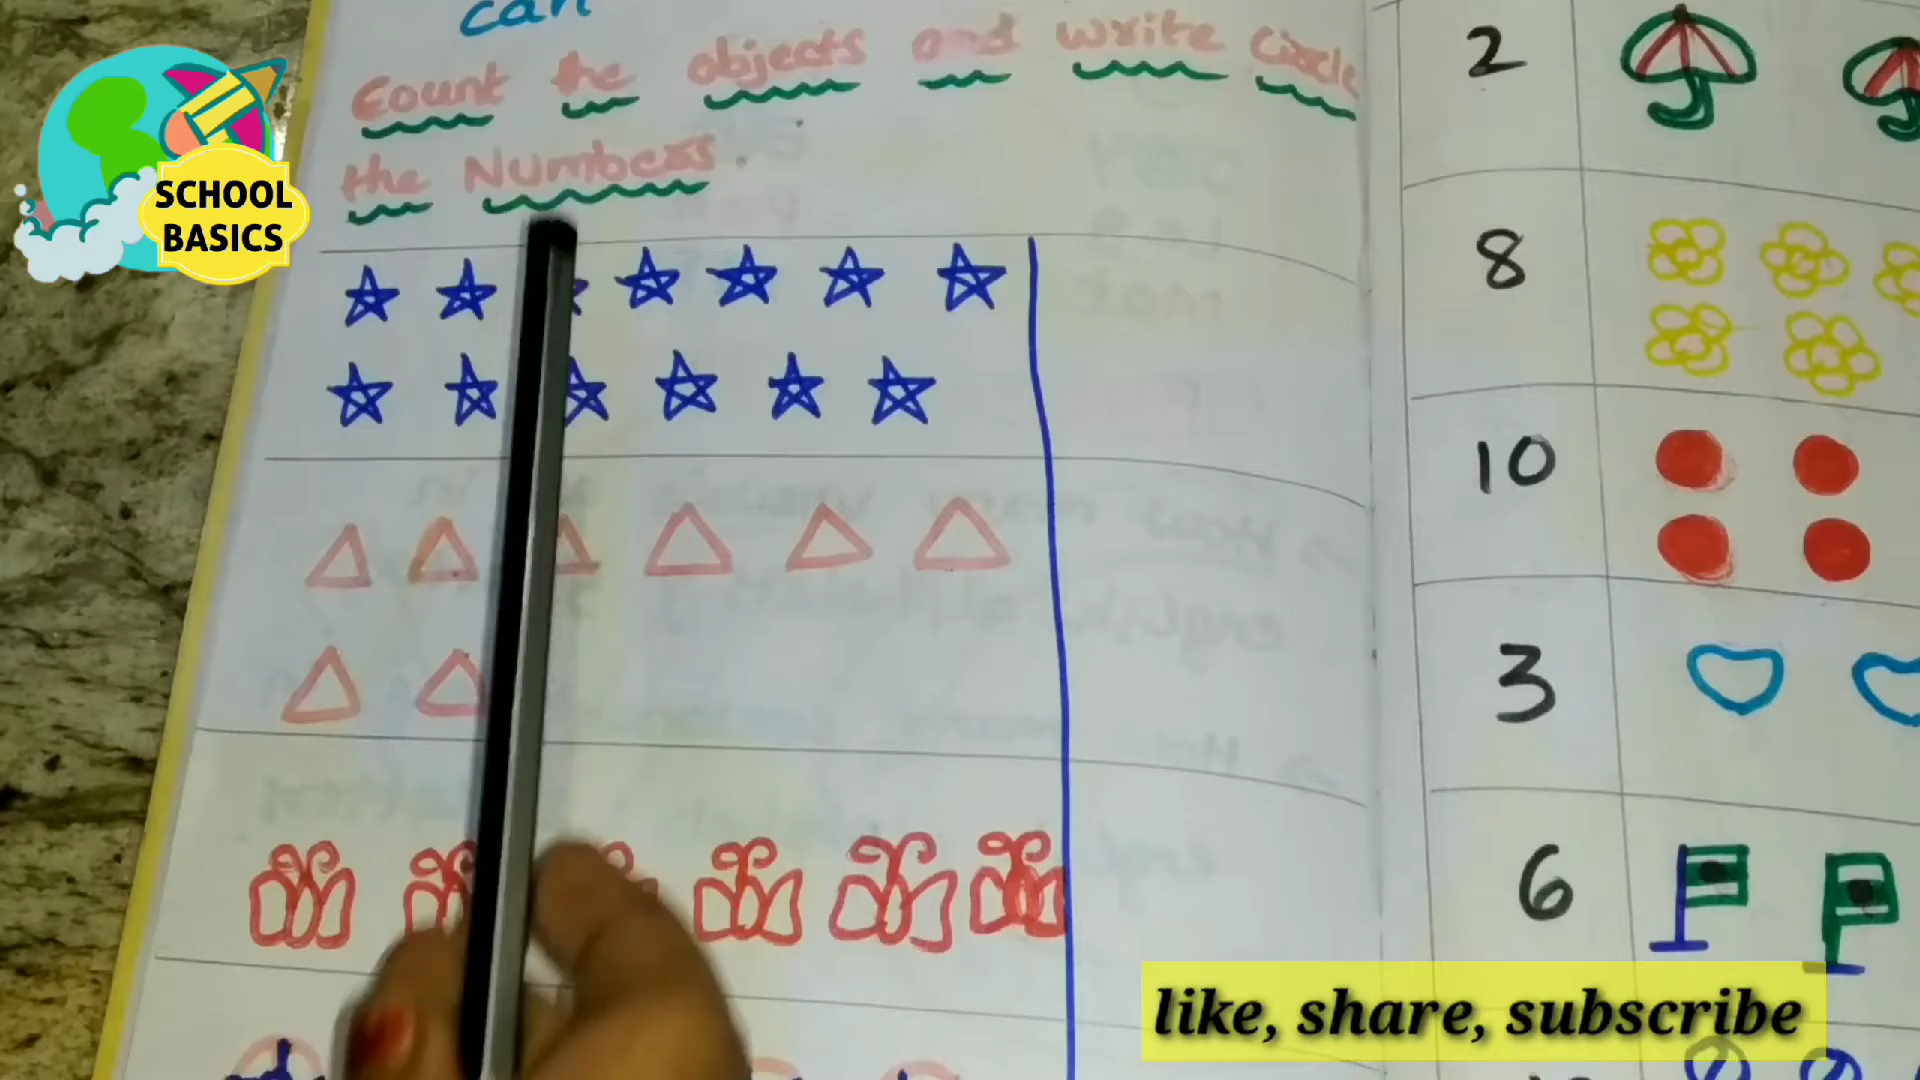 can
Count the objects and write circle
the Numbers.
SCHOOL
BASICS
2
8
10
3
6
like, share, subscribe